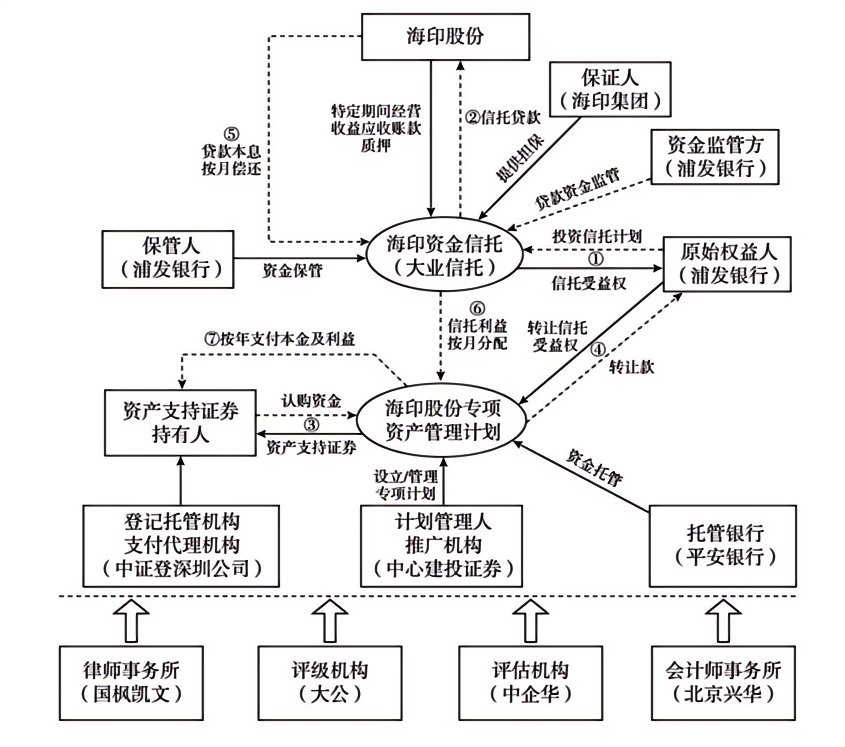 海印股份
保证人
（海印集团）
特定期间经营
收益应收账款
质押
②信托贷款
⑤
贷款本息
按月偿还
提供担保
资金监管方
（浦发银行）
贷款资金监管
保管人
（浦发银行）
资金保管
海印资金信托
（大业信托）
投资信托计划
①
信托受益权
原始权益人
（浦发银行）
⑥
信托利益
按月分配
转让信托
受益权
④
转让款
⑦按年支付本金及利益
资产支持证券
持有人
认购资金
③
资产支持证券
海印股份专项
资产管理计划
设立/管理
专项计划
资金托管
登记托管机构
支付代理机构
（中证登深圳公司）
计划管理人
推广机构
（中心建投证券）
托管银行
（平安银行）
律师事务所
（国枫凯文）
评级机构
（大公）
评估机构
（中企华）
会计师事务所
（北京兴华）